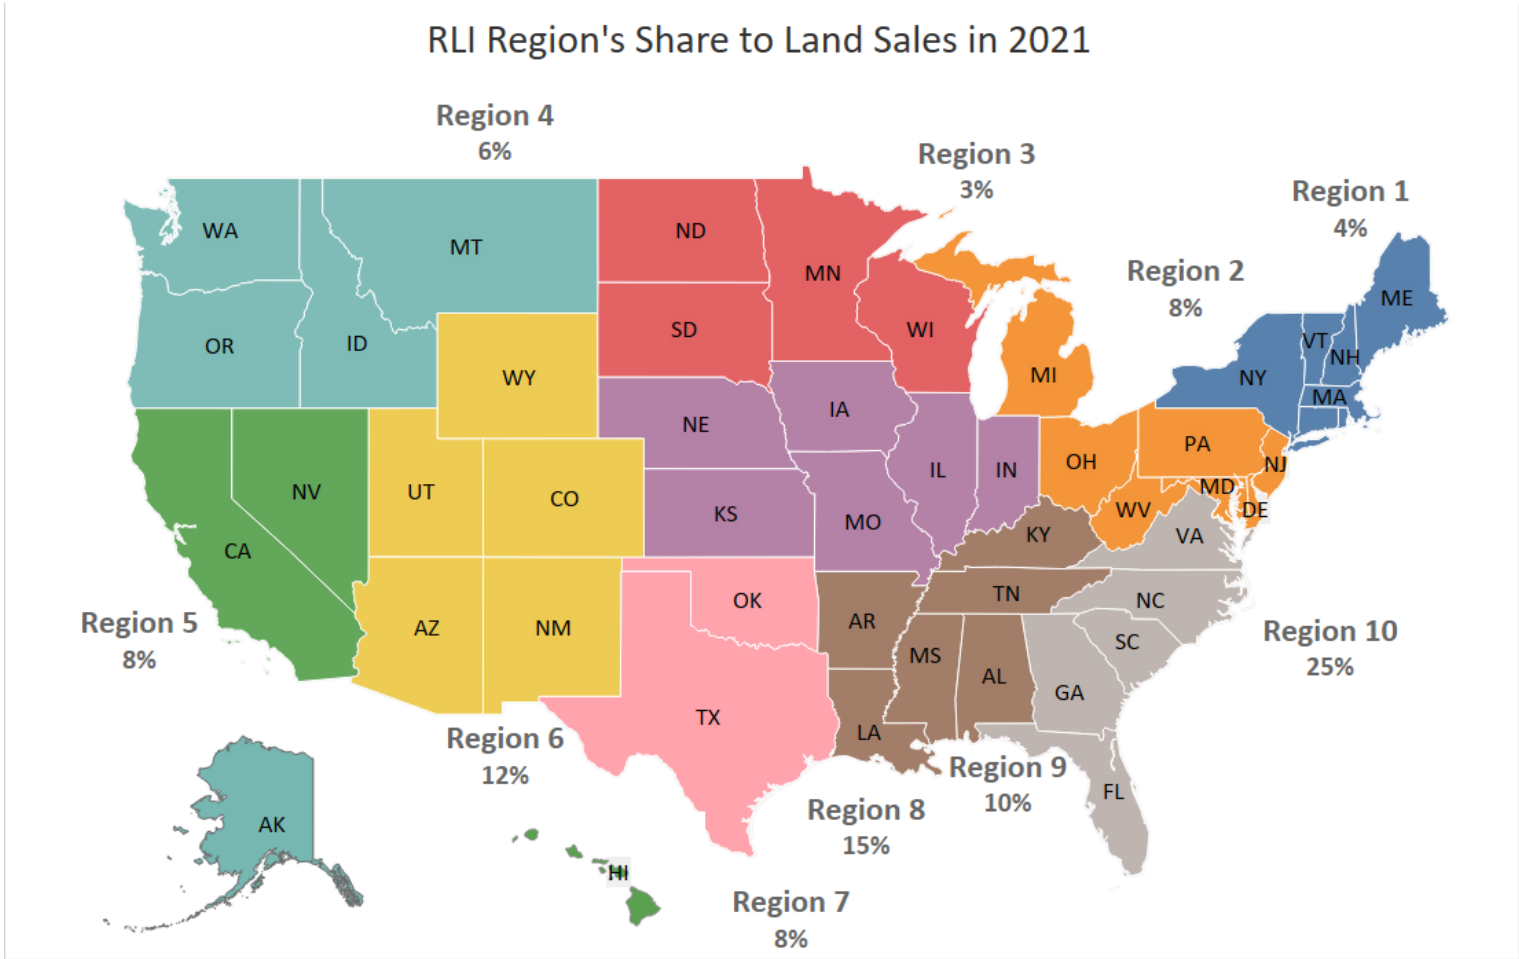 RLI Region's Share to Land Sales in 2021
Region 4
6%
Region 3
3%
Region 1
4%
Region 2
8%
WA
MT
ND
MN
ME
OR
ID
SD
WI
VT
NH
WY
MI
NY
MA
NE
IA
PA
NV
UT
CO
IL
IN
OH
NJ
KS
MO
WV
MD
DE
CA
KY
VA
OK
TN
NC
Region 5
8%
AZ
NM
AR
SC
Region 10
25%
MS
AL
GA
TX
LA
Region 6
12%
Region 9
10%
FL
AK
Region 8
15%
HI
Region 7
8%